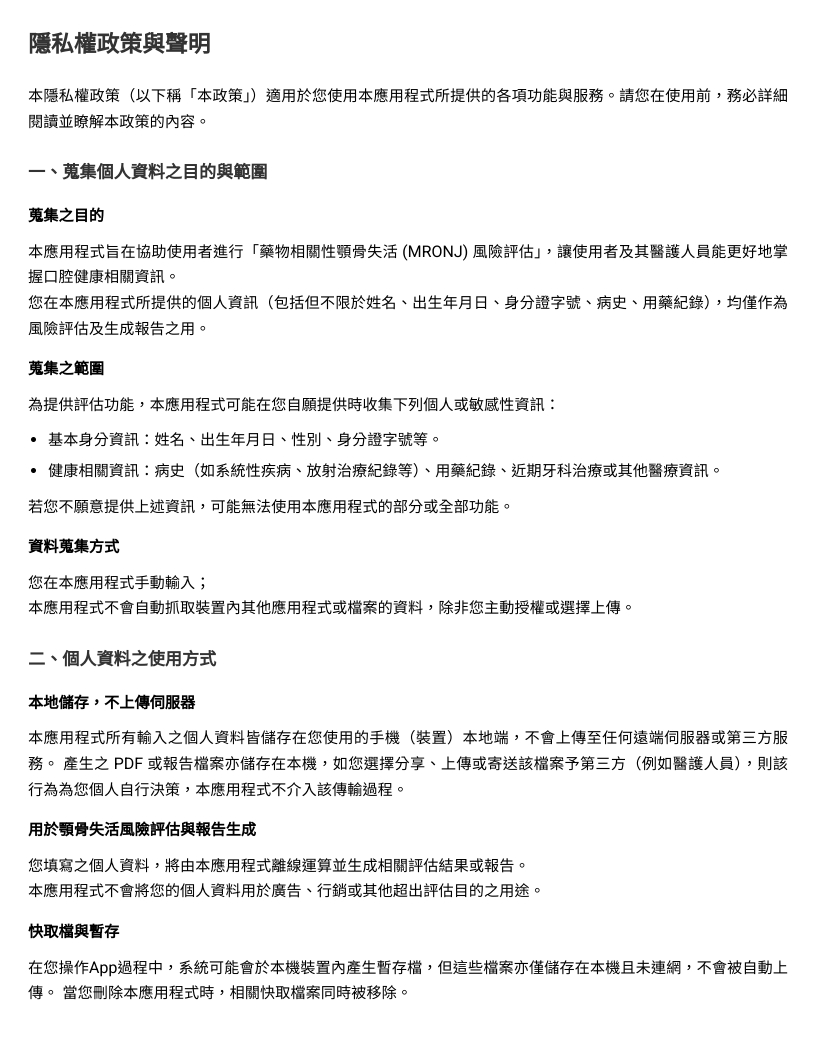 隱私權政策與聲明
本隱私權政策（以下稱「本政策」）適用於您使用本應用程式所提供的各項功能與服務。請您在使用前，務必詳細
閱讀並瞭解本政策的內容。
一、蒐集個人資料之目的與範圍
蒐集之目的
本應用程式旨在協助使用者進行「藥物相關性顎骨失活 (MRONJ) 風險評估」，讓使用者及其醫護人員能更好地掌
握口腔健康相關資訊。
您在本應用程式所提供的個人資訊（包括但不限於姓名、出生年月日、身分證字號、病史、用藥紀錄），均僅作為
風險評估及生成報告之用。
蒐集之範圍
為提供評估功能，本應用程式可能在您自願提供時收集下列個人或敏感性資訊：
• 基本身分資訊：姓名、出生年月日、性別、身分證字號等。
• 健康相關資訊：病史（如系統性疾病、放射治療紀錄等）、用藥紀錄、近期牙科治療或其他醫療資訊。
若您不願意提供上述資訊，可能無法使用本應用程式的部分或全部功能。
資料蒐集方式
您在本應用程式手動輸入；
本應用程式不會自動抓取裝置內其他應用程式或檔案的資料，除非您主動授權或選擇上傳。
二、個人資料之使用方式
本地儲存，不上傳伺服器
本應用程式所有輸入之個人資料皆儲存在您使用的手機（裝置）本地端，不會上傳至任何遠端伺服器或第三方服
務。 產生之 PDF 或報告檔案亦儲存在本機，如您選擇分享、上傳或寄送該檔案予第三方（例如醫護人員），則該
行為為您個人自行決策，本應用程式不介入該傳輸過程。
用於顎骨失活風險評估與報告生成
您填寫之個人資料，將由本應用程式離線運算並生成相關評估結果或報告。
本應用程式不會將您的個人資料用於廣告、行銷或其他超出評估目的之用途。
快取檔與暫存
在您操作App過程中，系統可能會於本機裝置內產生暫存檔，但這些檔案亦僅儲存在本機且未連網，不會被自動上
傳。 當您刪除本應用程式時，相關快取檔案同時被移除。